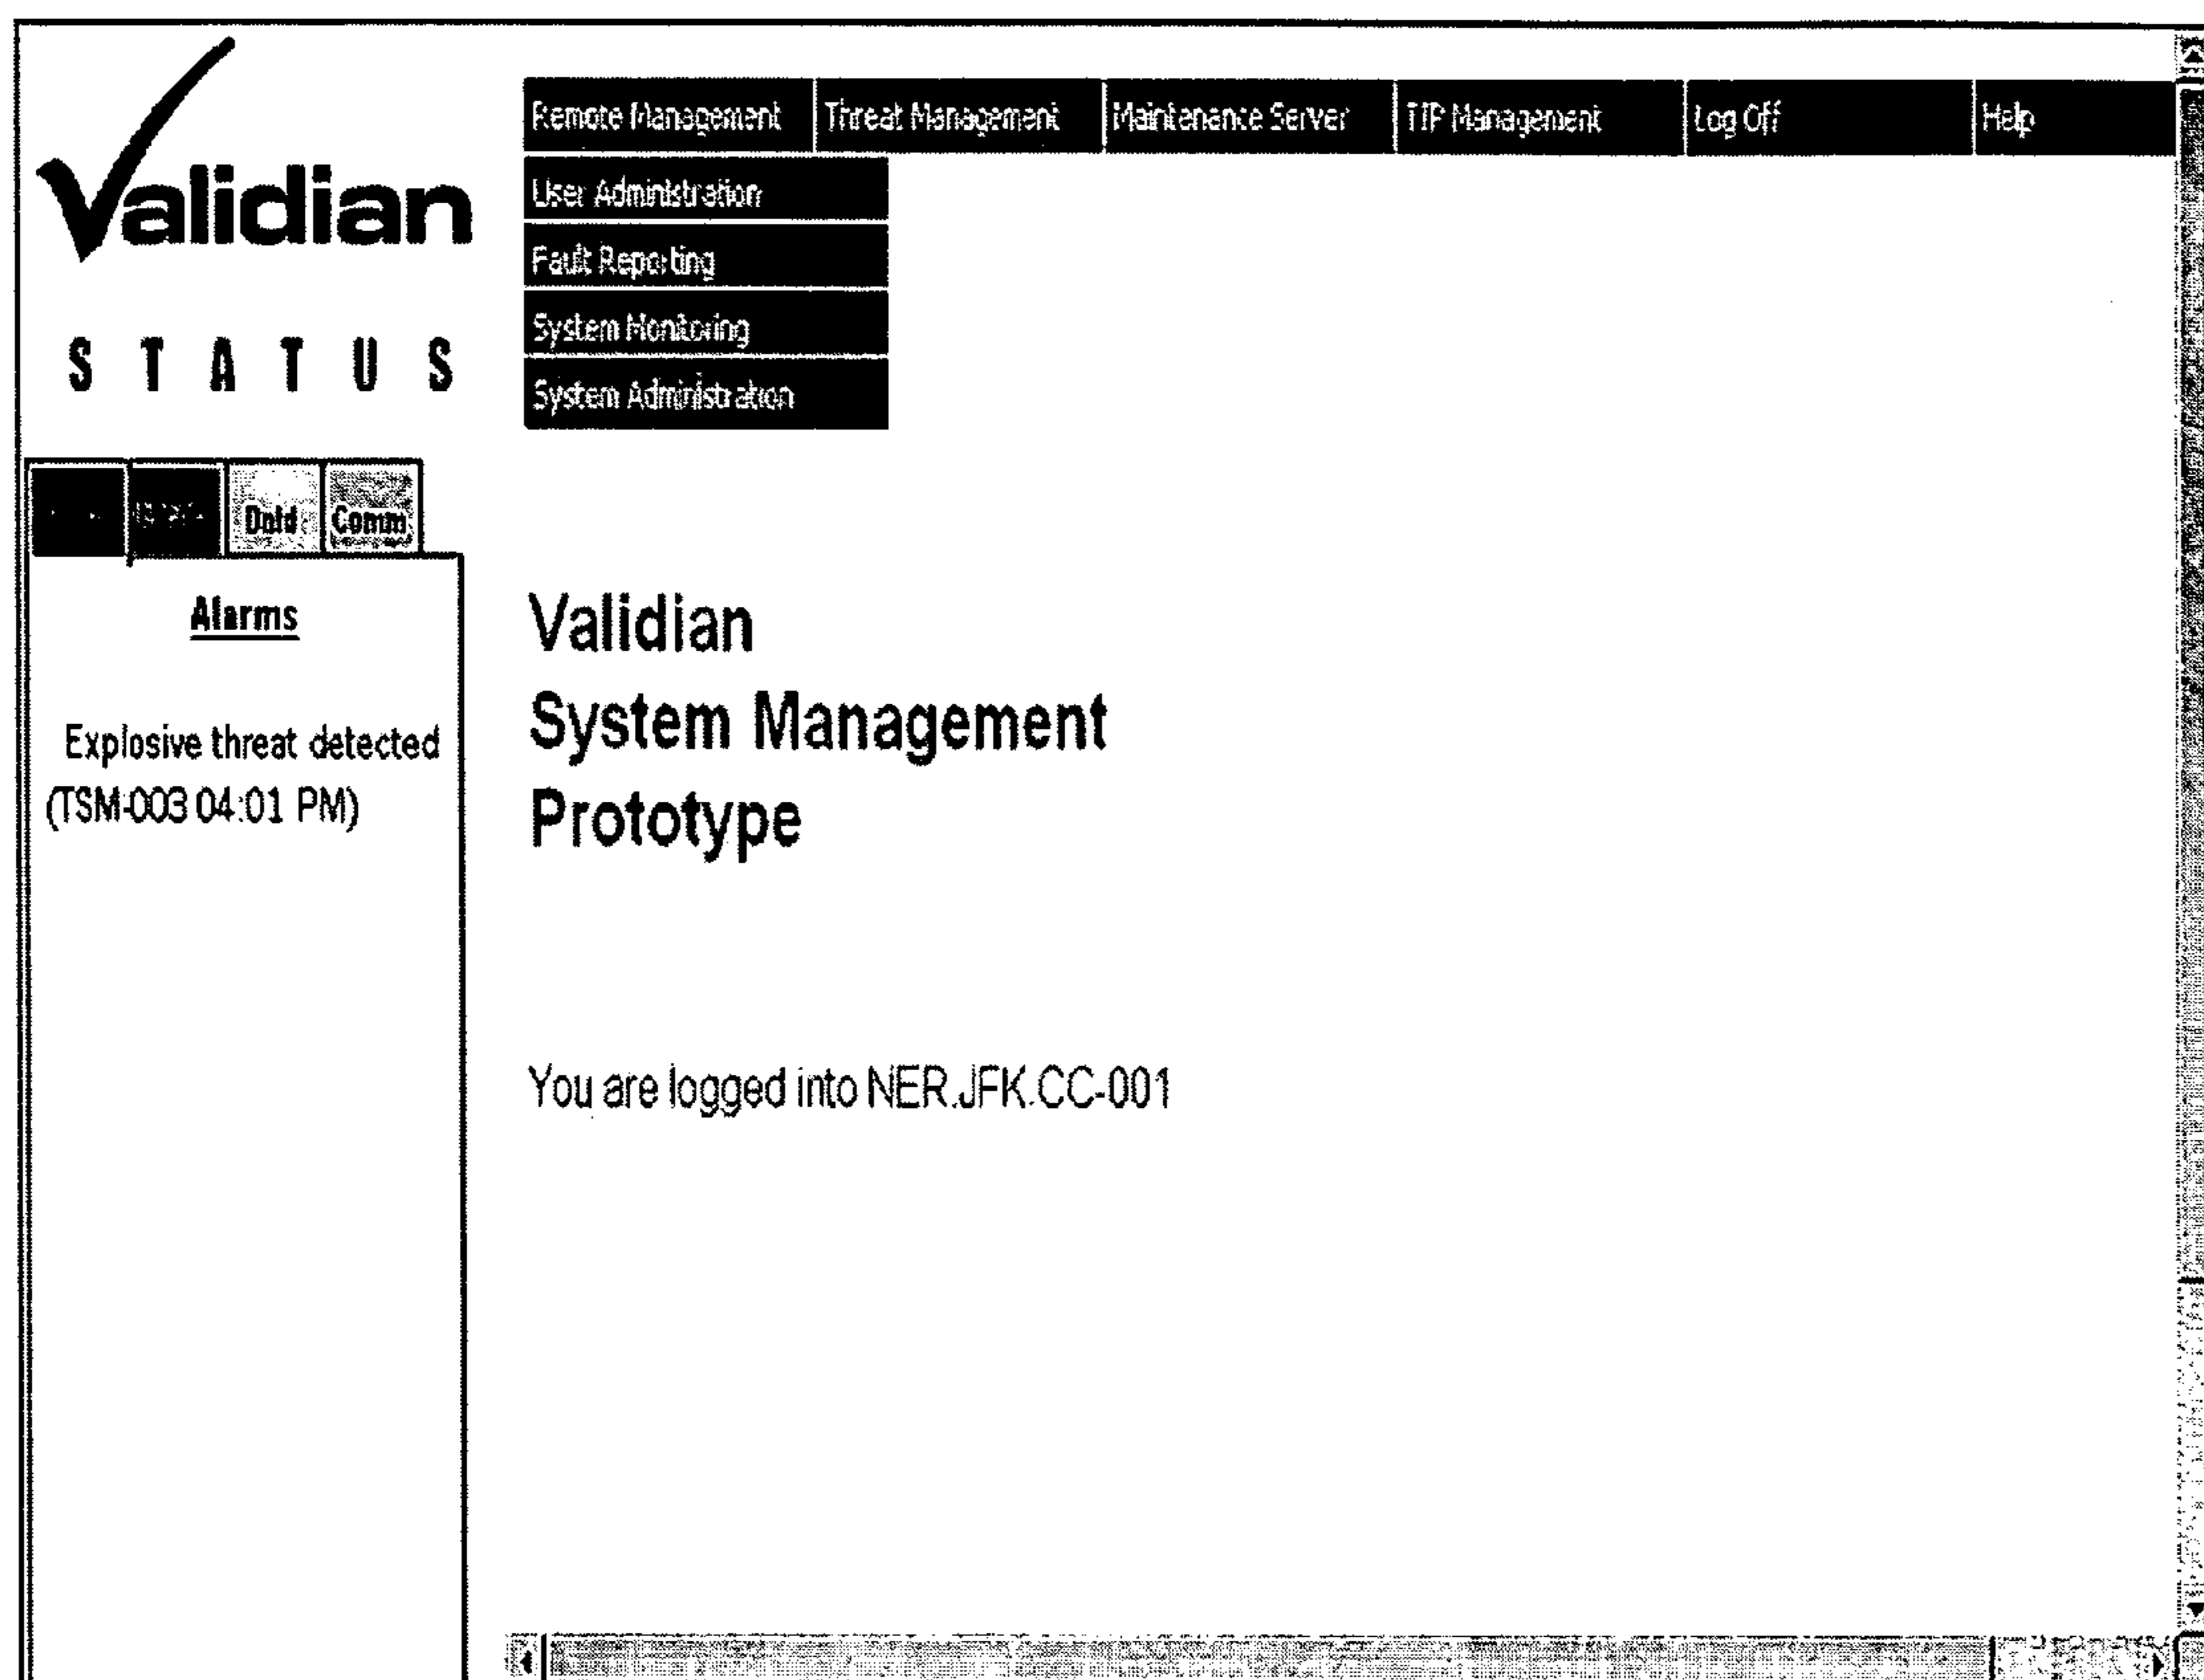 Validian
Remote Management Threat Management Maintenance Server TIP Management Log Off Help
User Administration
Fault Reporting
System Monitoring
System Administration
STATUS
Dnld Comm
Alarms
Explosive threat detected
(TSM-003 04:01 PM)
Validian
System Management
Prototype
You are logged into NER.JFK.CC-001